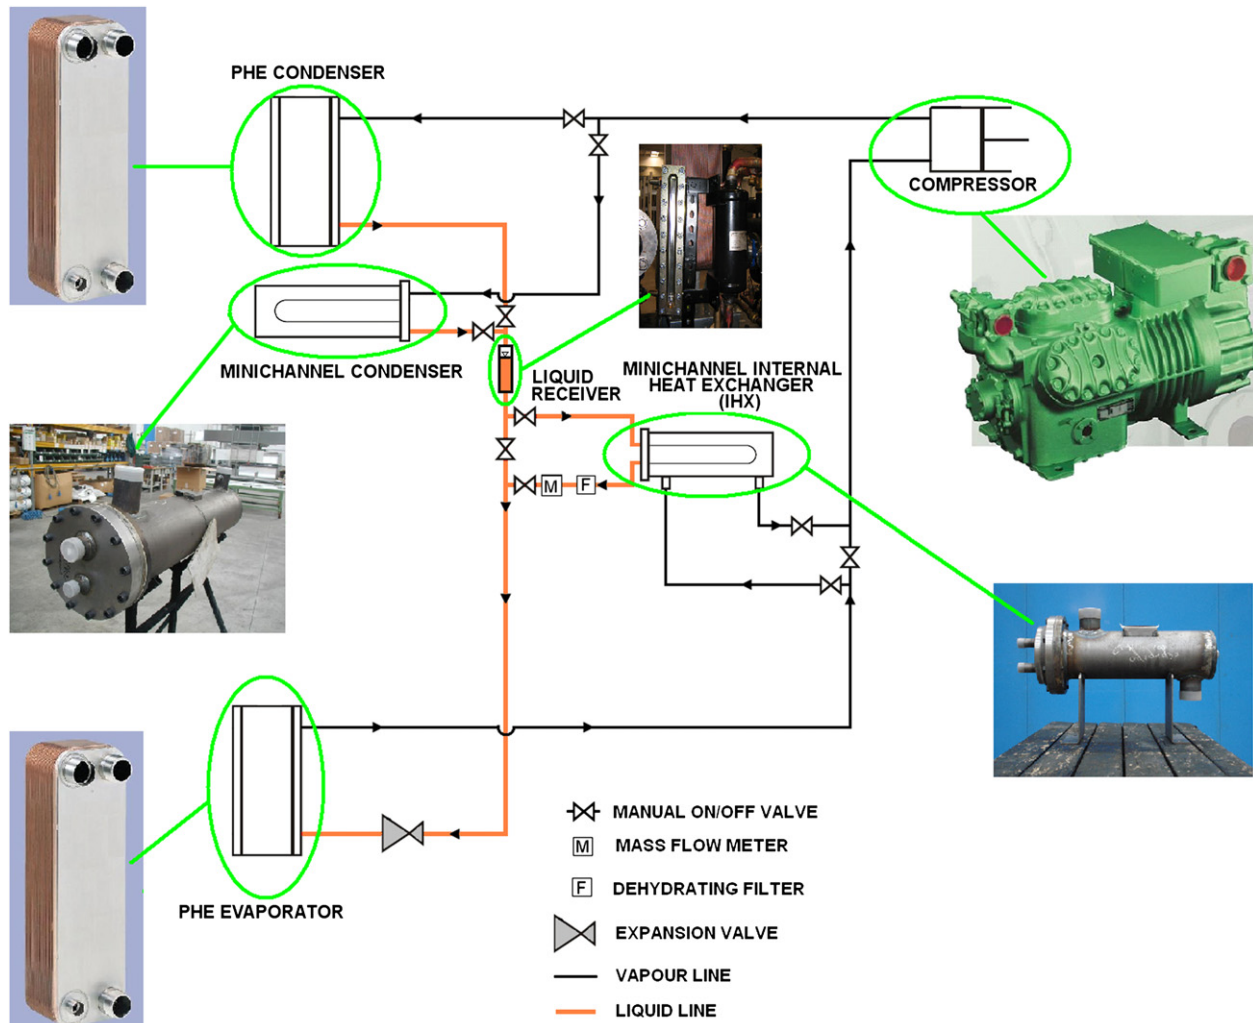 PHE CONDENSER
COMPRESSOR
MINICHANNEL CONDENSER
LIQUID
RECEIVER
MINICHANNEL INTERNAL
HEAT EXCHANGER
(IHX)
M
F
PHE EVAPORATOR
MANUAL ON/OFF VALVE
M MASS FLOW METER
F DEHYDRATING FILTER
EXPANSION VALVE
VAPOUR LINE
LIQUID LINE